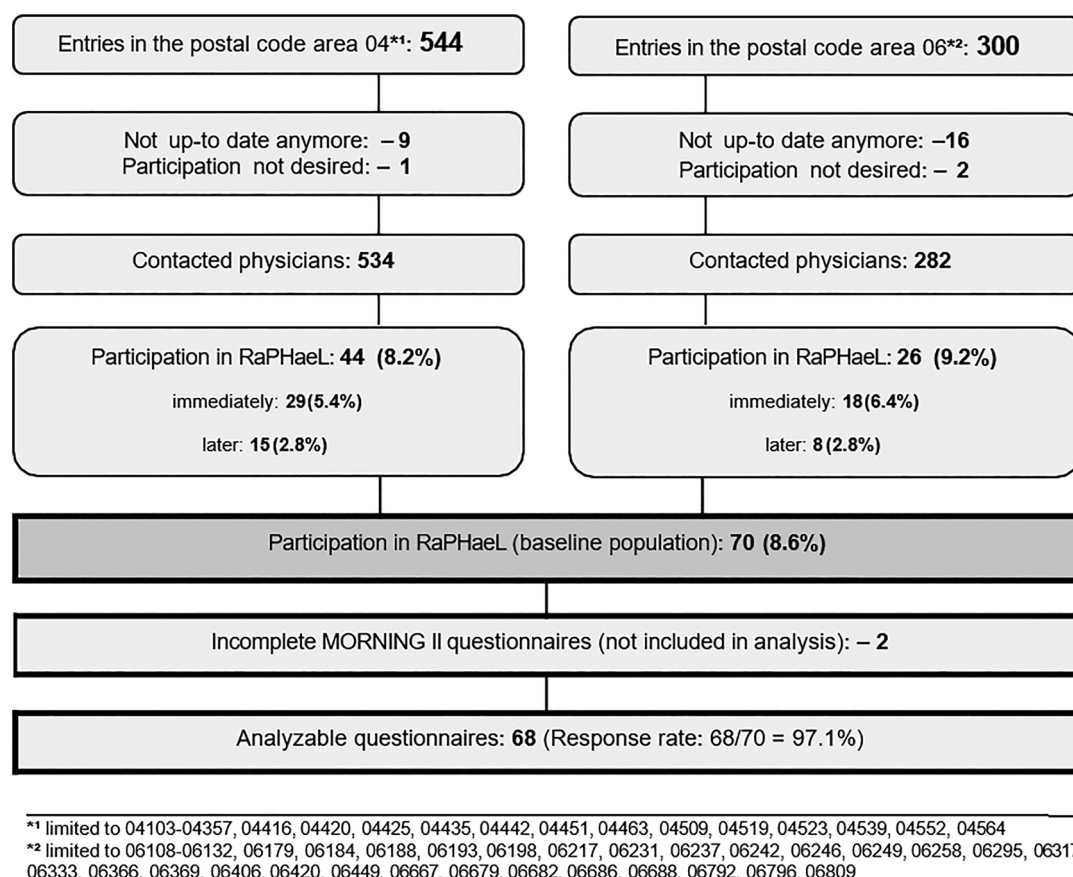 Entries in the postal code area 04*¹: 544
Entries in the postal code area 06*²: 300
Not up-to date anymore: – 9
Participation not desired: – 1
Not up-to date anymore: –16
Participation not desired: – 2
Contacted physicians: 534
Contacted physicians: 282
Participation in RaPHaeL: 44 (8.2%)
immediately: 29 (5.4%)
later: 15 (2.8%)
Participation in RaPHaeL: 26 (9.2%)
immediately: 18 (6.4%)
later: 8 (2.8%)
Participation in RaPHaeL (baseline population): 70 (8.6%)
Incomplete MORNING II questionnaires (not included in analysis): – 2
Analyzable questionnaires: 68 (Response rate: 68/70 = 97.1%)
*¹ limited to 04103-04357, 04416, 04420, 04425, 04435, 04442, 04451, 04463, 04509, 04519, 04523, 04539, 04552, 04564
*² limited to 06108-06132, 06179, 06184, 06188, 06193, 06198, 06217, 06231, 06237, 06242, 06246, 06249, 06258, 06295, 06317
06333, 06366, 06369, 06406, 06420, 06449, 06667, 06679, 06682, 06686, 06688, 06792, 06796, 06809